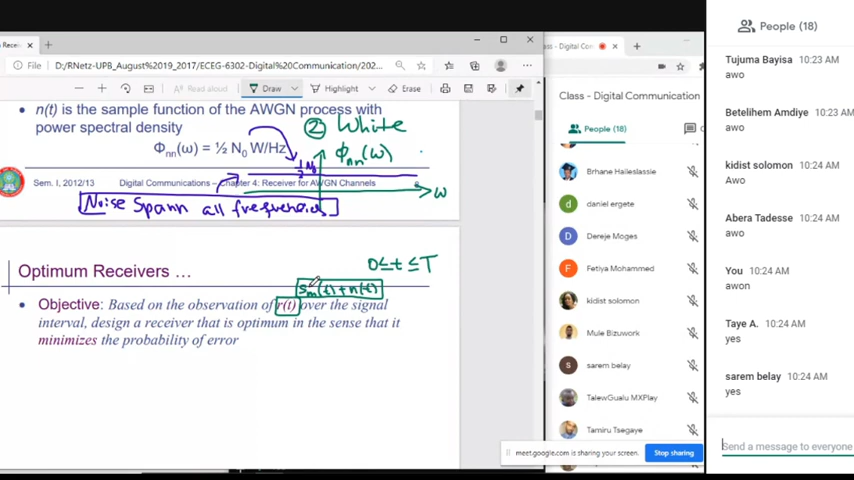 People (18)
Class - Digital Communication
File
D:/RNetz-UPB_August%2019_2017/ECEG-6302-Digital%20Communication/202...
Read aloud
Draw
Highlight
Erase
n(t) is the sample function of the AWGN process with
power spectral density
Φnn(ω) = ½ N0 W/Hz
② White
Φnn(ω)
½N0
ω
Sem. I, 2012/13
Digital Communications – Chapter 4: Receiver for AWGN Channels
Noise Spann all frequencies
Optimum Receivers …
0≤t≤T
Sm(t)+n(t)
Objective: Based on the observation of r(t) over the signal
interval, design a receiver that is optimum in the sense that it
minimizes the probability of error
Class - Digital Communication
People (18)
Brhane Haileslassie
d
daniel ergete
Dereje Moges
Fetiya Mohammed
kidist solomon
Mule Bizuwork
s
sarem belay
TalewGualu MXPlay
Tamiru Tsegaye
meet.google.com is sharing your screen.
Stop sharing
Tujuma Bayisa 10:23 AM
awo
Betelihem Amdiye 10:23 AM
awo
kidist solomon 10:23 AM
Awo
Abera Tadesse 10:23 AM
You 10:24 AM
awon
Taye A. 10:24 AM
yes
sarem belay 10:24 AM
yes
Send a message to everyone